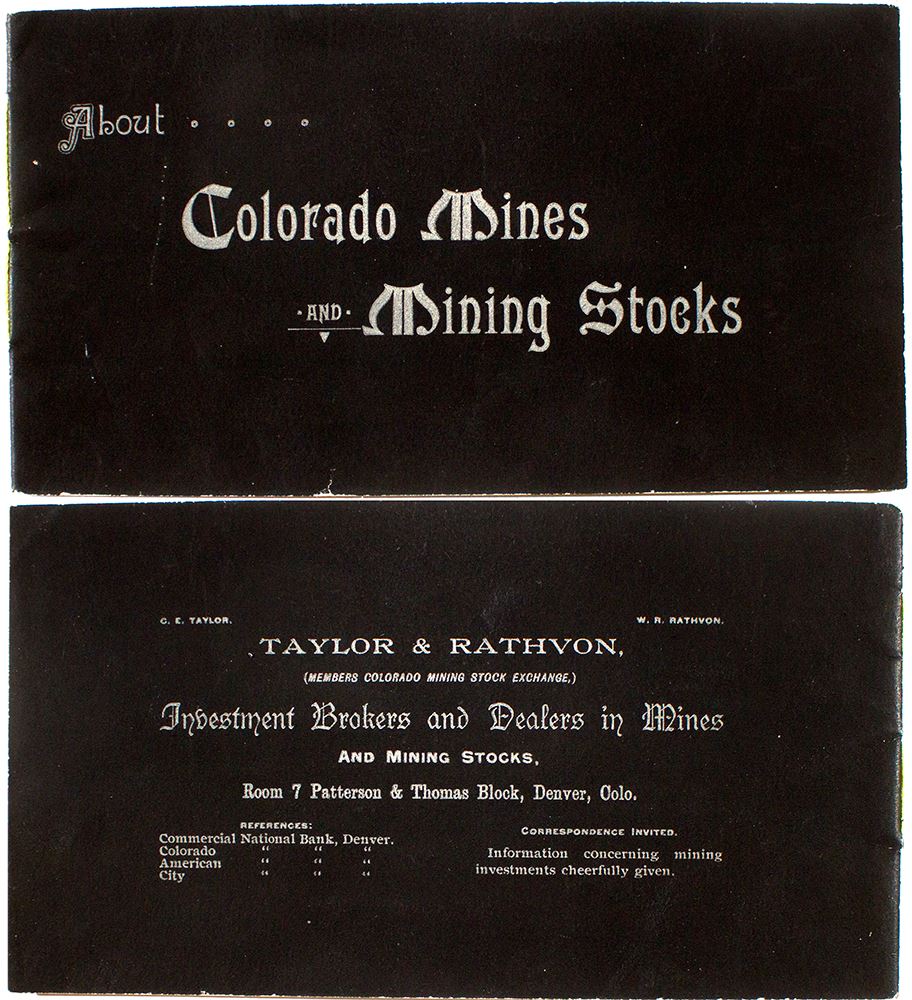 About . . . .
Colorado Mines
· AND · Mining Stocks
C. E. TAYLOR. W. R. RATHVON.
TAYLOR & RATHVON,
(MEMBERS COLORADO MINING STOCK EXCHANGE,)
Investment Brokers and Dealers in Mines
AND MINING STOCKS,
Room 7 Patterson & Thomas Block, Denver, Colo.
REFERENCES:
Commercial National Bank, Denver.
Colorado " " "
American " " "
City " " "
CORRESPONDENCE INVITED.
Information concerning mining
investments cheerfully given.